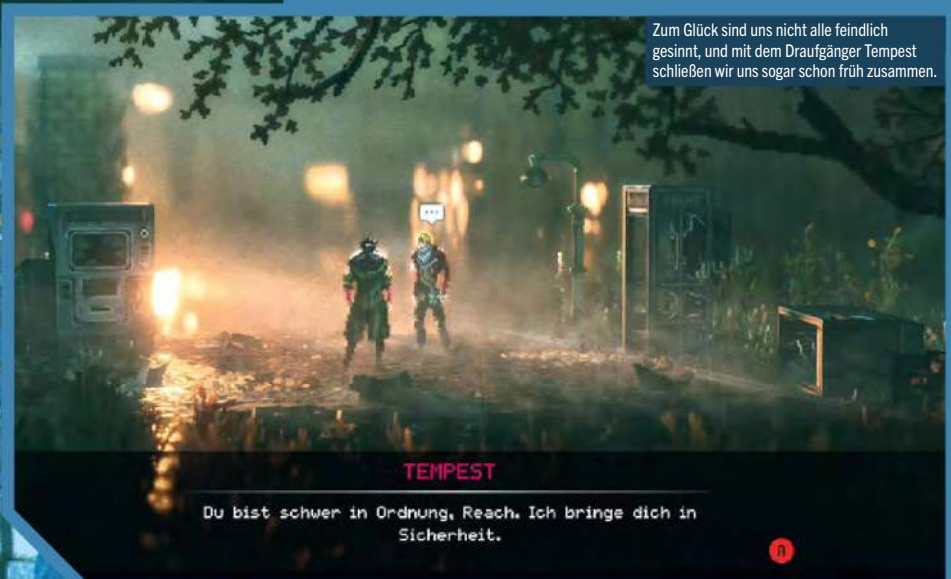 Zum Glück sind uns nicht alle feindlich
gesinnt, und mit dem Draufgänger Tempest
schließen wir uns sogar schon früh zusammen.
TEMPEST
Du bist schwer in Ordnung, Reach. Ich bringe dich in
Sicherheit.